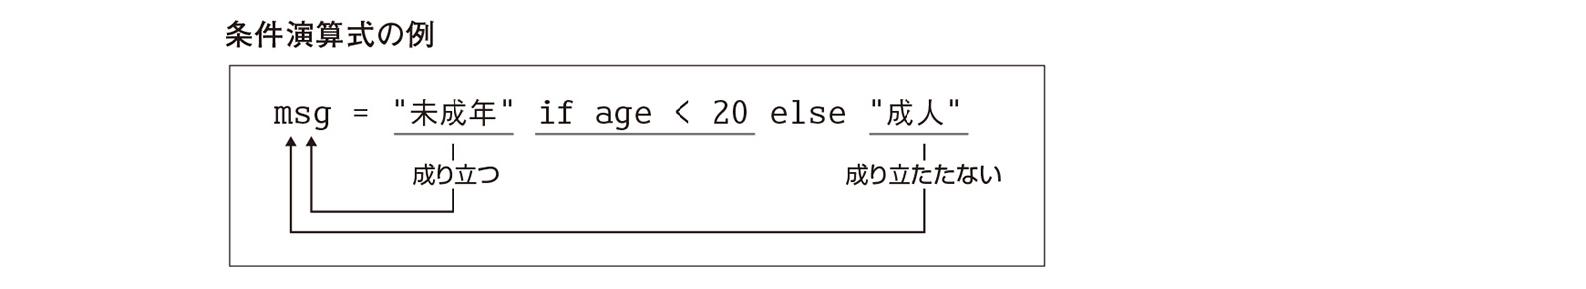 条件演算式の例
msg = "未成年" if age < 20 else "成人"
成り立つ 成り立たたない